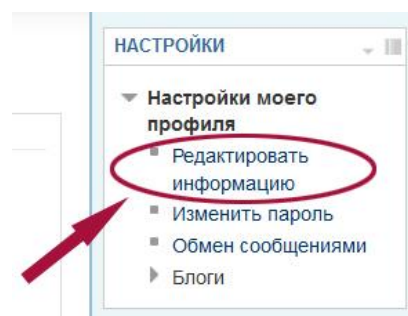 НАСТРОЙКИ
Настройки моего
профиля
Редактировать
информацию
Изменить пароль
Обмен сообщениями
Блоги